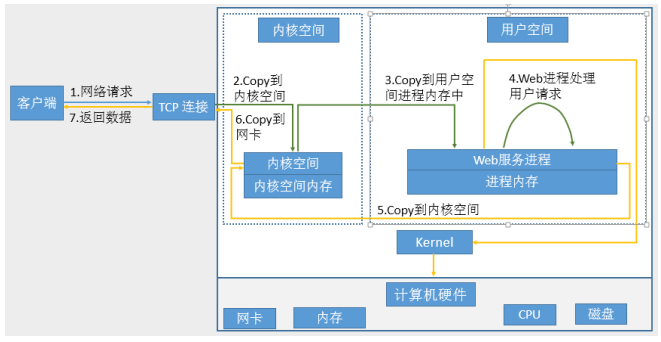 内核空间
用户空间
2.Copy到
内核空间
3.Copy到用户空
间进程内存中
4.Web进程处理
用户请求
客户端
1.网络请求
7.返回数据
TCP 连接
6.Copy到
网卡
内核空间
内核空间内存
Web服务进程
进程内存
5.Copy到内核空间
Kernel
计算机硬件
网卡
内存
CPU
磁盘